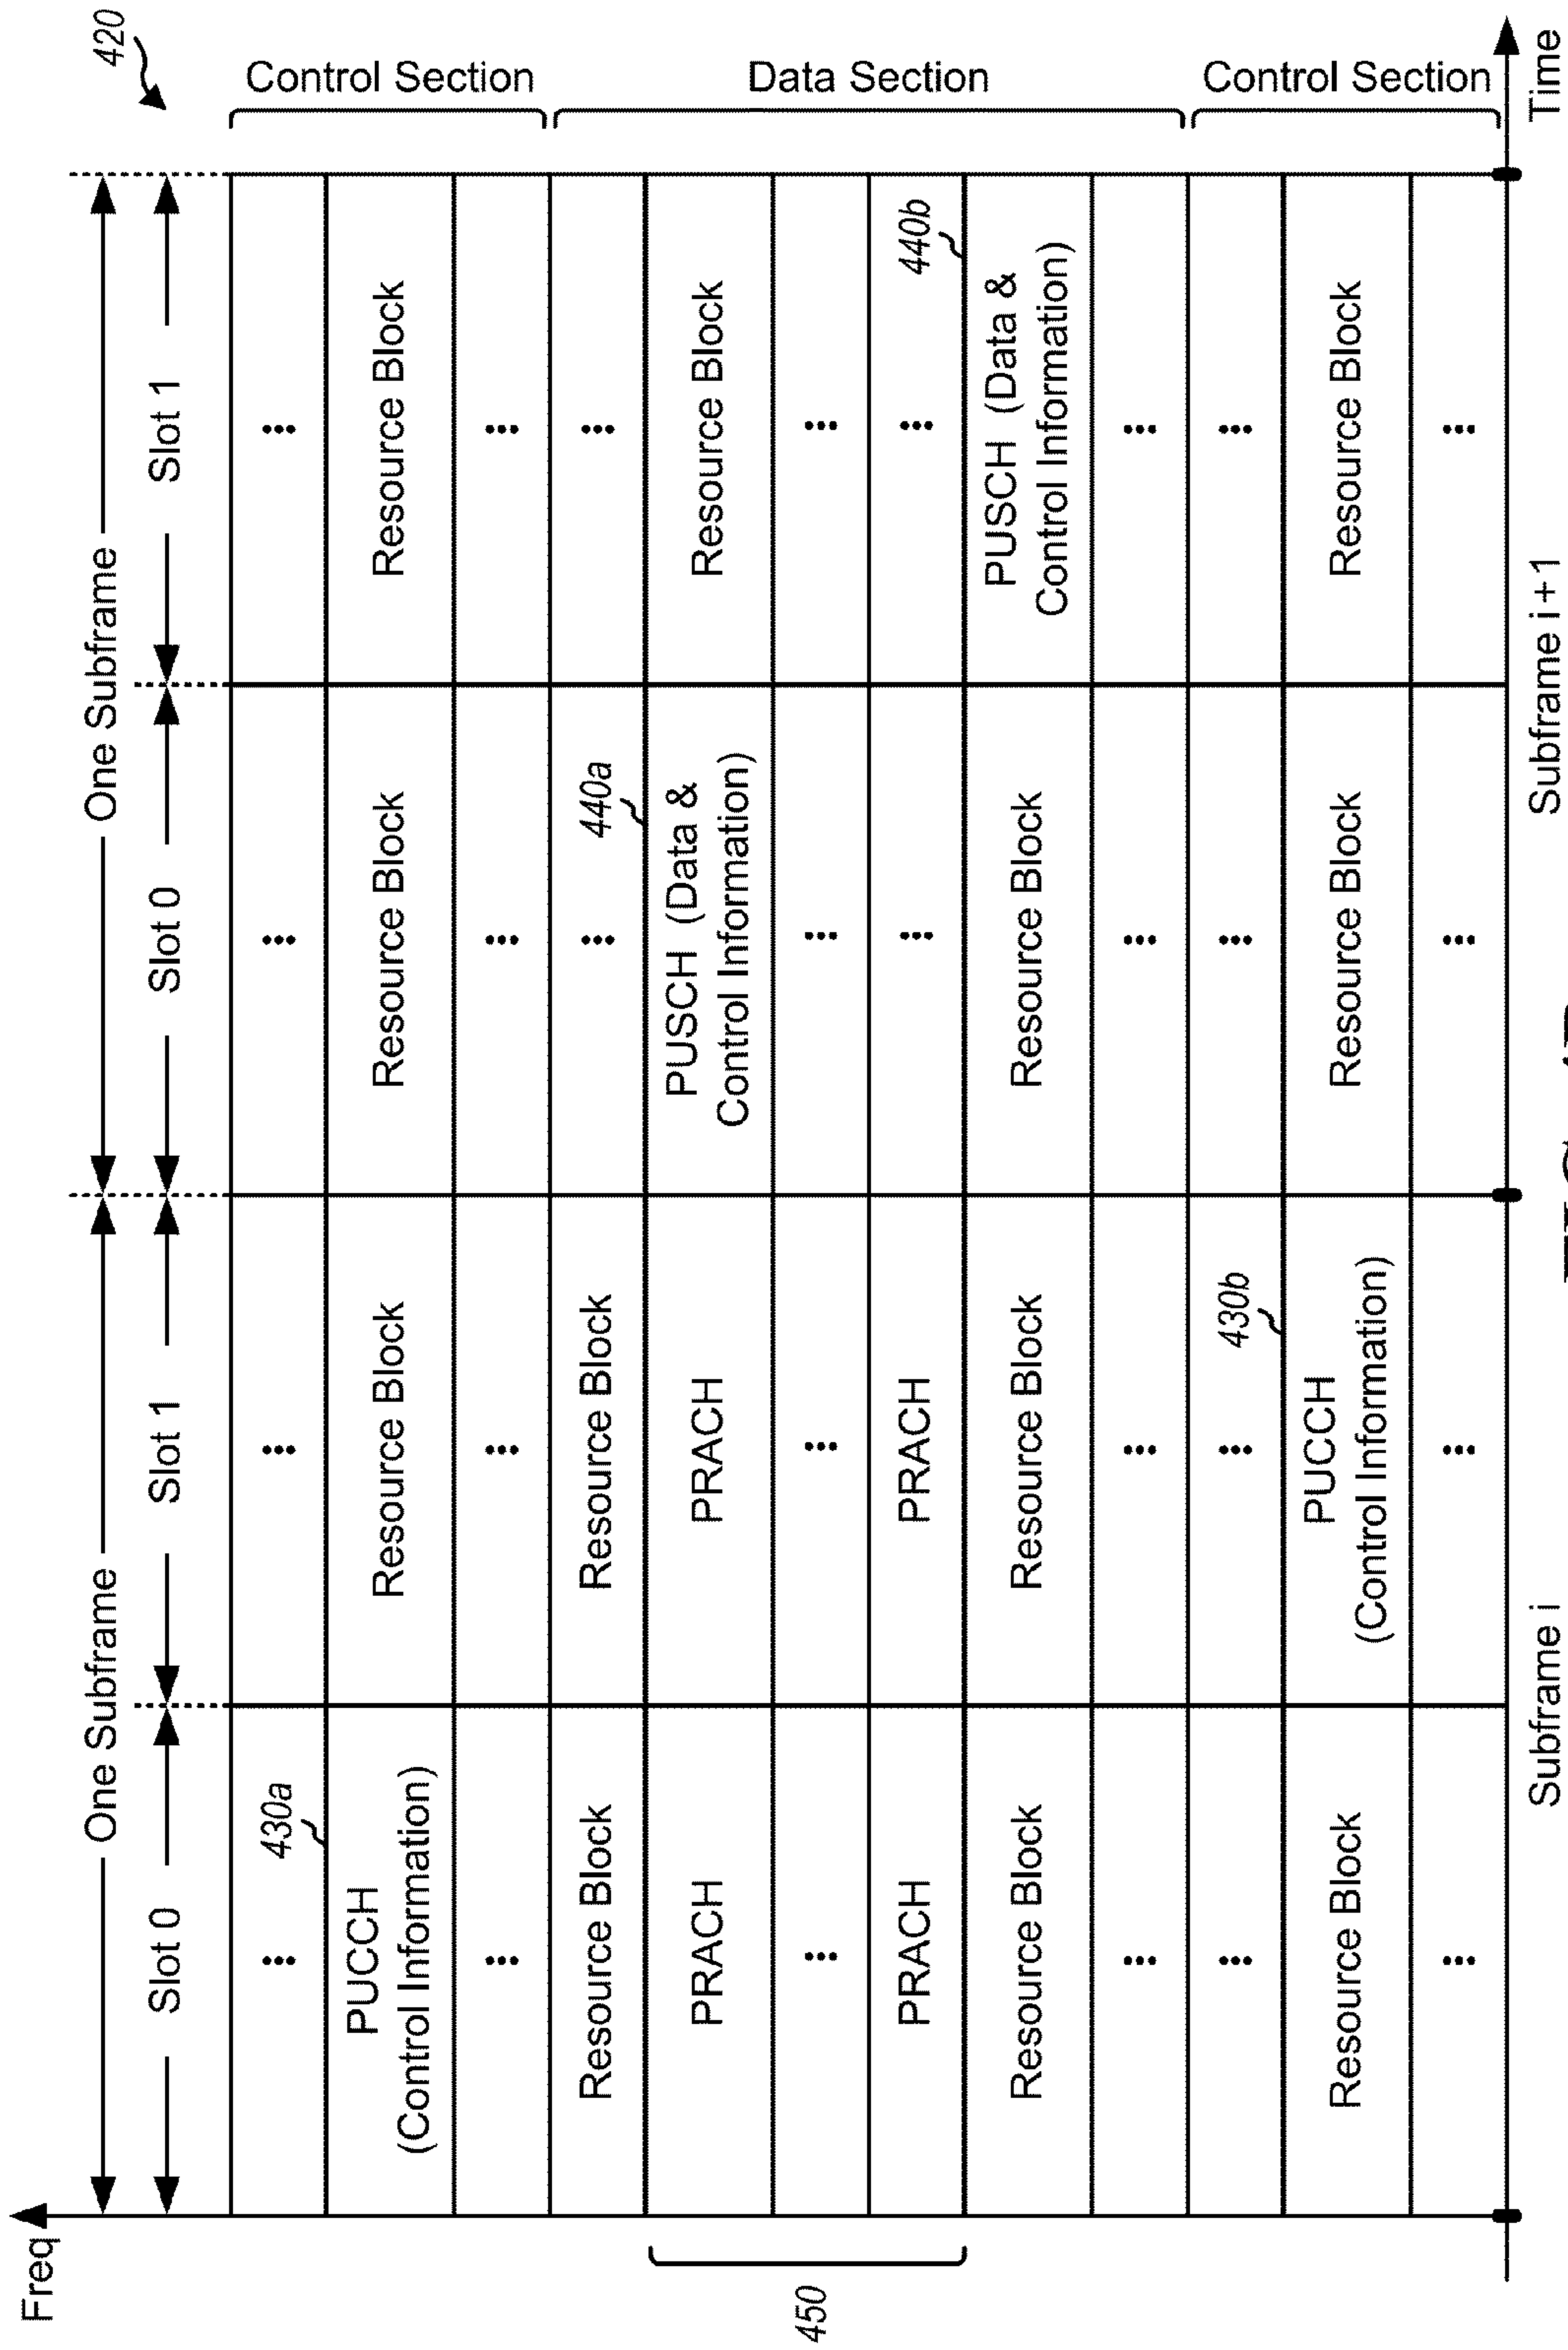 420
Freq
One Subframe
One Subframe
Slot 0
Slot 1
Slot 0
Slot 1
430a
...
...
...
...
Control Section
PUCCH
(Control Information)
Resource Block
Resource Block
Resource Block
...
...
...
...
Resource Block
Resource Block
...
440a
...
PRACH
PRACH
PUSCH (Data &
Control Information)
Resource Block
450
...
...
...
...
Data Section
PRACH
PRACH
...
...
440b
Resource Block
Resource Block
Resource Block
PUSCH (Data &
Control Information)
...
...
...
...
...
...
430b
...
...
Control Section
Resource Block
PUCCH
(Control Information)
Resource Block
Resource Block
...
...
...
...
Time
Subframe i
Subframe i + 1